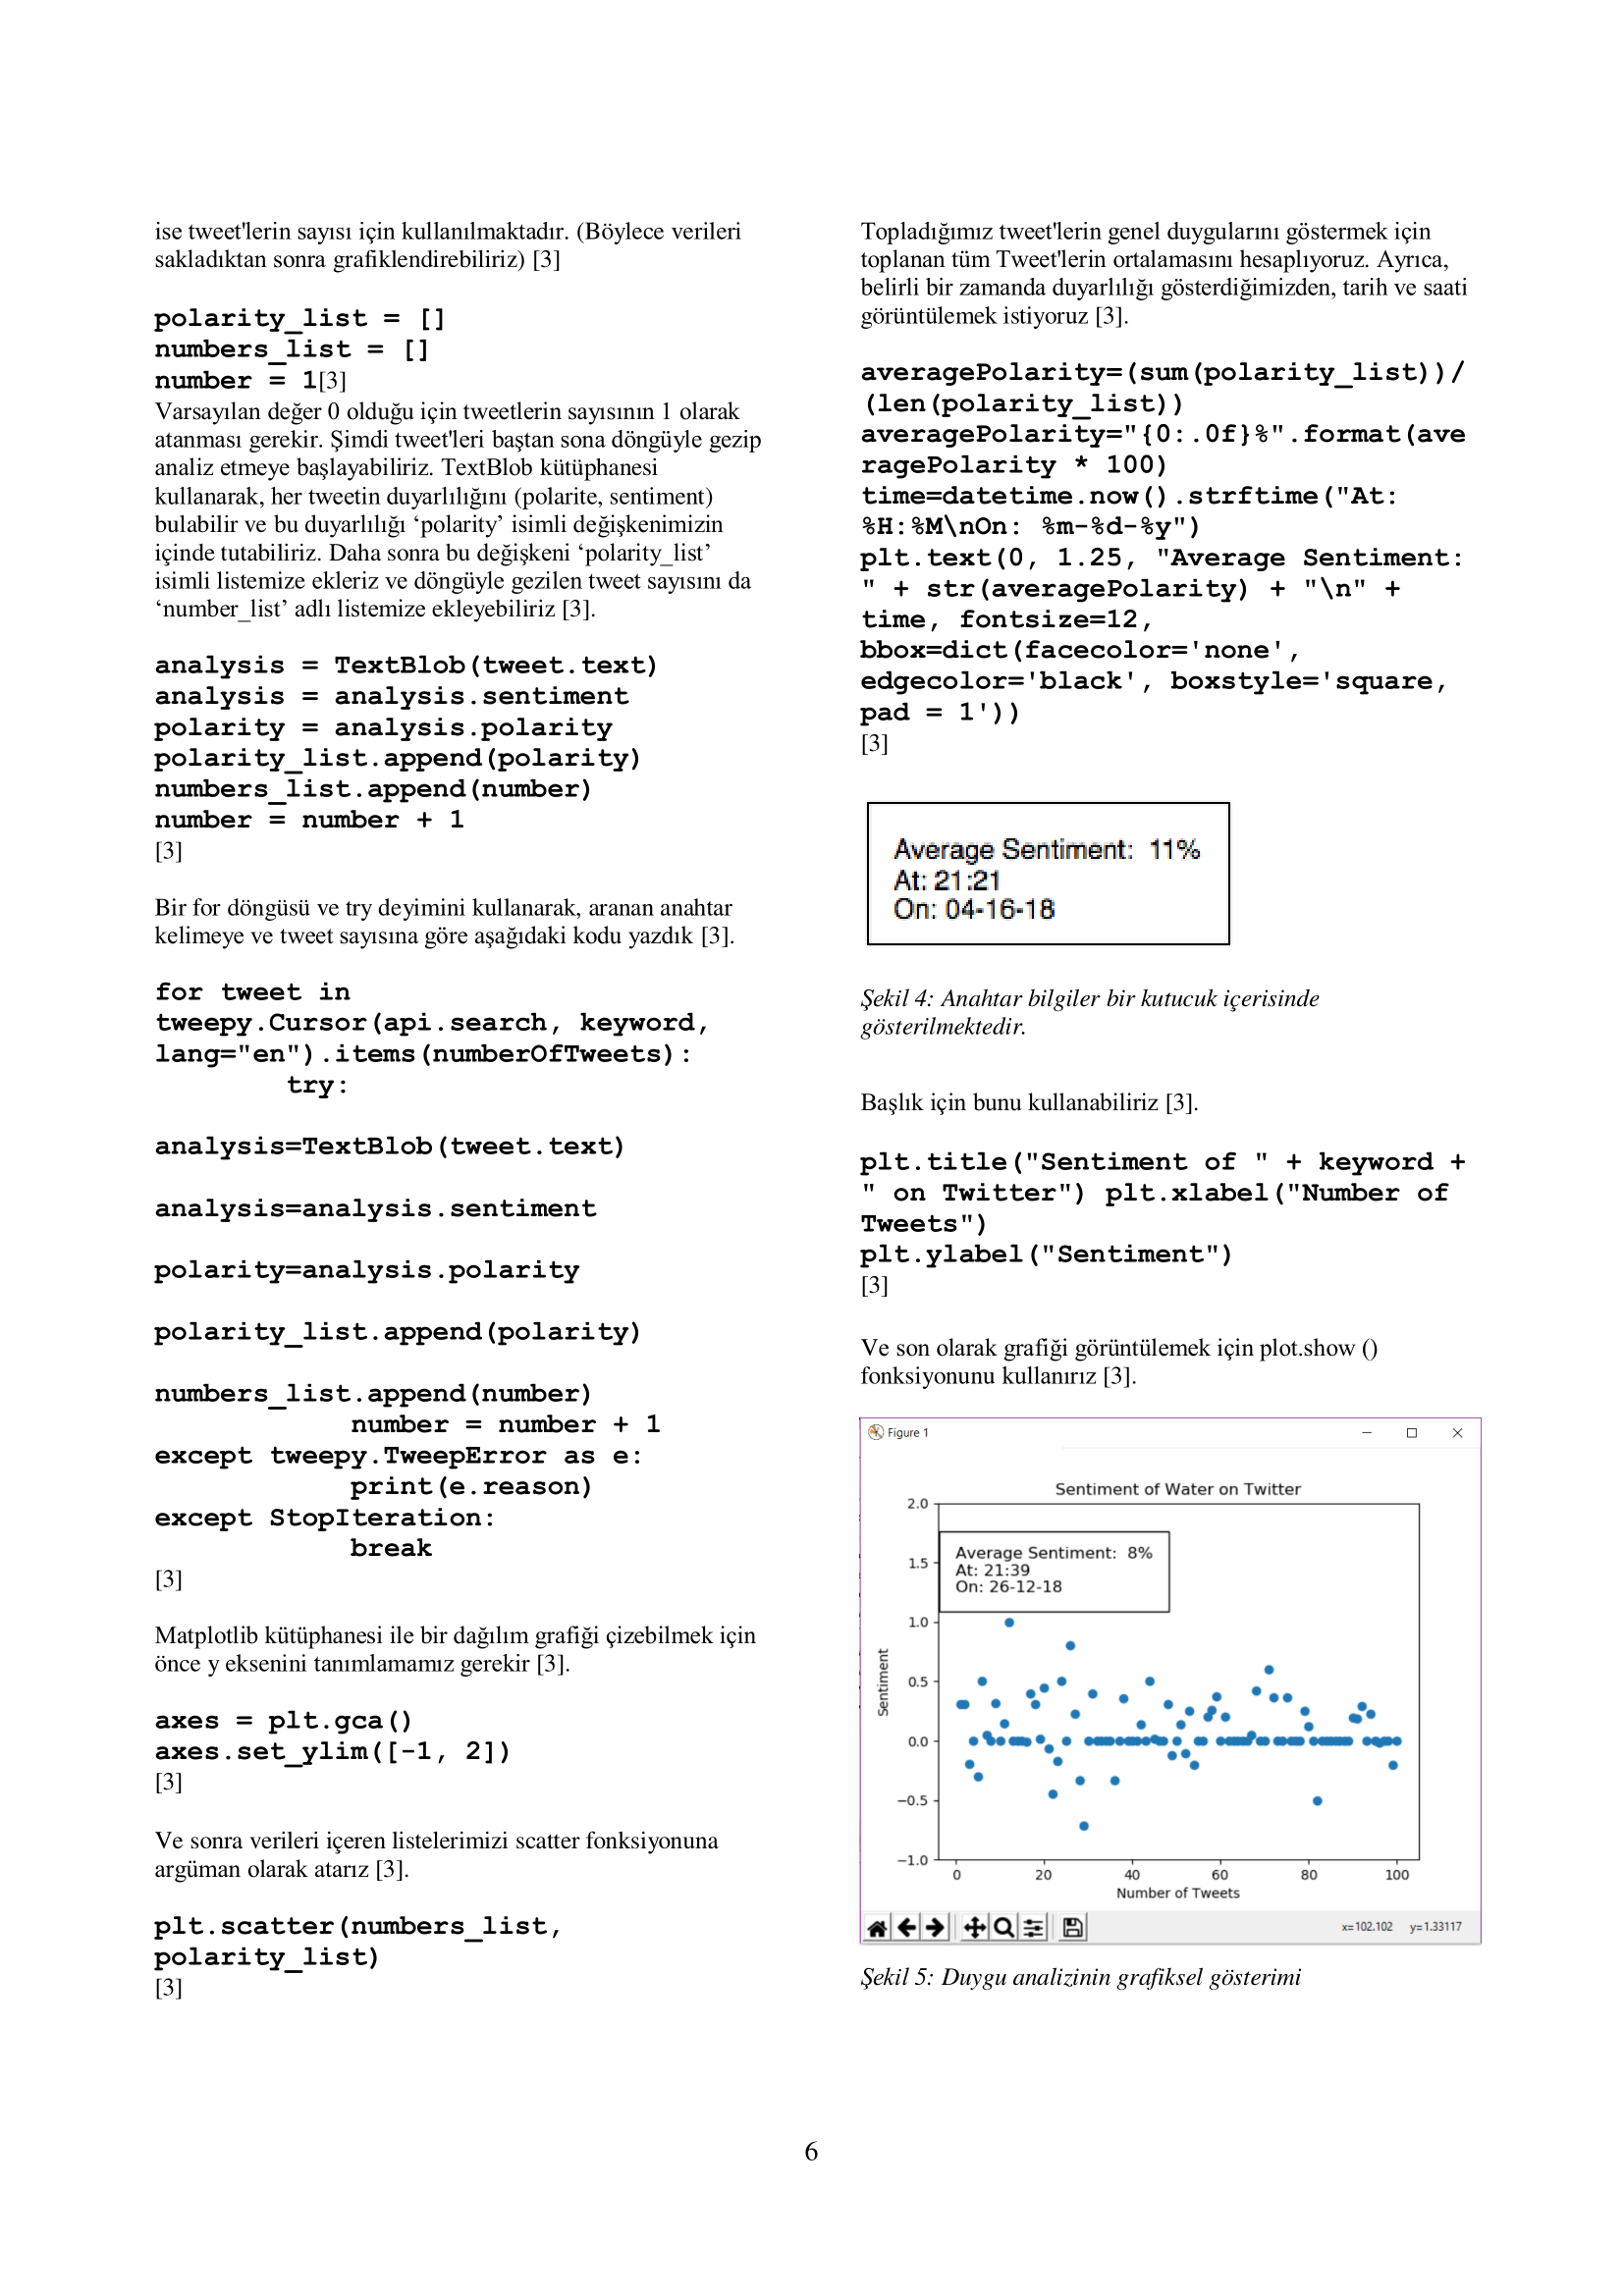 ise tweet'lerin sayısı için kullanılmaktadır. (Böylece verileri
sakladıktan sonra grafiklendirebiliriz) [3]
polarity_list = []
numbers_list = []
number = 1[3]
Varsayılan değer 0 olduğu için tweetlerin sayısının 1 olarak
atanması gerekir. Şimdi tweet'leri baştan sona döngüyle gezip
analiz etmeye başlayabiliriz. TextBlob kütüphanesi
kullanarak, her tweetin duyarlılığını (polarite, sentiment)
bulabilir ve bu duyarlılığı ‘polarity’ isimli değişkenimizin
içinde tutabiliriz. Daha sonra bu değişkeni ‘polarity_list’
isimli listemize ekleriz ve döngüyle gezilen tweet sayısını da
‘number_list’ adlı listemize ekleyebiliriz [3].
analysis = TextBlob(tweet.text)
analysis = analysis.sentiment
polarity = analysis.polarity
polarity_list.append(polarity)
numbers_list.append(number)
number = number + 1
[3]
Bir for döngüsü ve try deyimini kullanarak, aranan anahtar
kelimeye ve tweet sayısına göre aşağıdaki kodu yazdık [3].
for tweet in
tweepy.Cursor(api.search, keyword,
lang="en").items(numberOfTweets):
try:
analysis=TextBlob(tweet.text)
analysis=analysis.sentiment
polarity=analysis.polarity
polarity_list.append(polarity)
numbers_list.append(number)
number = number + 1
except tweepy.TweepError as e:
print(e.reason)
except StopIteration:
break
[3]
Matplotlib kütüphanesi ile bir dağılım grafiği çizebilmek için
önce y eksenini tanımlamamız gerekir [3].
axes = plt.gca()
axes.set_ylim([-1, 2])
[3]
Ve sonra verileri içeren listelerimizi scatter fonksiyonuna
argüman olarak atarız [3].
plt.scatter(numbers_list,
polarity_list)
[3]
Topladığımız tweet'lerin genel duygularını göstermek için
toplanan tüm Tweet'lerin ortalamasını hesaplıyoruz. Ayrıca,
belirli bir zamanda duyarlılığı gösterdiğimizden, tarih ve saati
görüntülemek istiyoruz [3].
averagePolarity=(sum(polarity_list))/
(len(polarity_list))
averagePolarity="{0:.0f}%".format(ave
ragePolarity * 100)
time=datetime.now().strftime("At:
%H:%M\nOn: %m-%d-%y")
plt.text(0, 1.25, "Average Sentiment:
" + str(averagePolarity) + "\n" +
time, fontsize=12,
bbox=dict(facecolor='none',
edgecolor='black', boxstyle='square,
pad = 1'))
[3]
Average Sentiment: 11%
At: 21:21
On: 04-16-18
Şekil 4: Anahtar bilgiler bir kutucuk içerisinde
gösterilmektedir.
Başlık için bunu kullanabiliriz [3].
plt.title("Sentiment of " + keyword +
" on Twitter") plt.xlabel("Number of
Tweets")
plt.ylabel("Sentiment")
[3]
Ve son olarak grafiği görüntülemek için plot.show ()
fonksiyonunu kullanırız [3].
Figure 1
Sentiment of Water on Twitter
2.0
1.5
1.0
0.5
0.0
−0.5
−1.0
Sentiment
Average Sentiment: 8%
At: 21:39
On: 26-12-18
0 20 40 60 80 100
Number of Tweets
x=102.102 y=1.33117
Şekil 5: Duygu analizinin grafiksel gösterimi
6